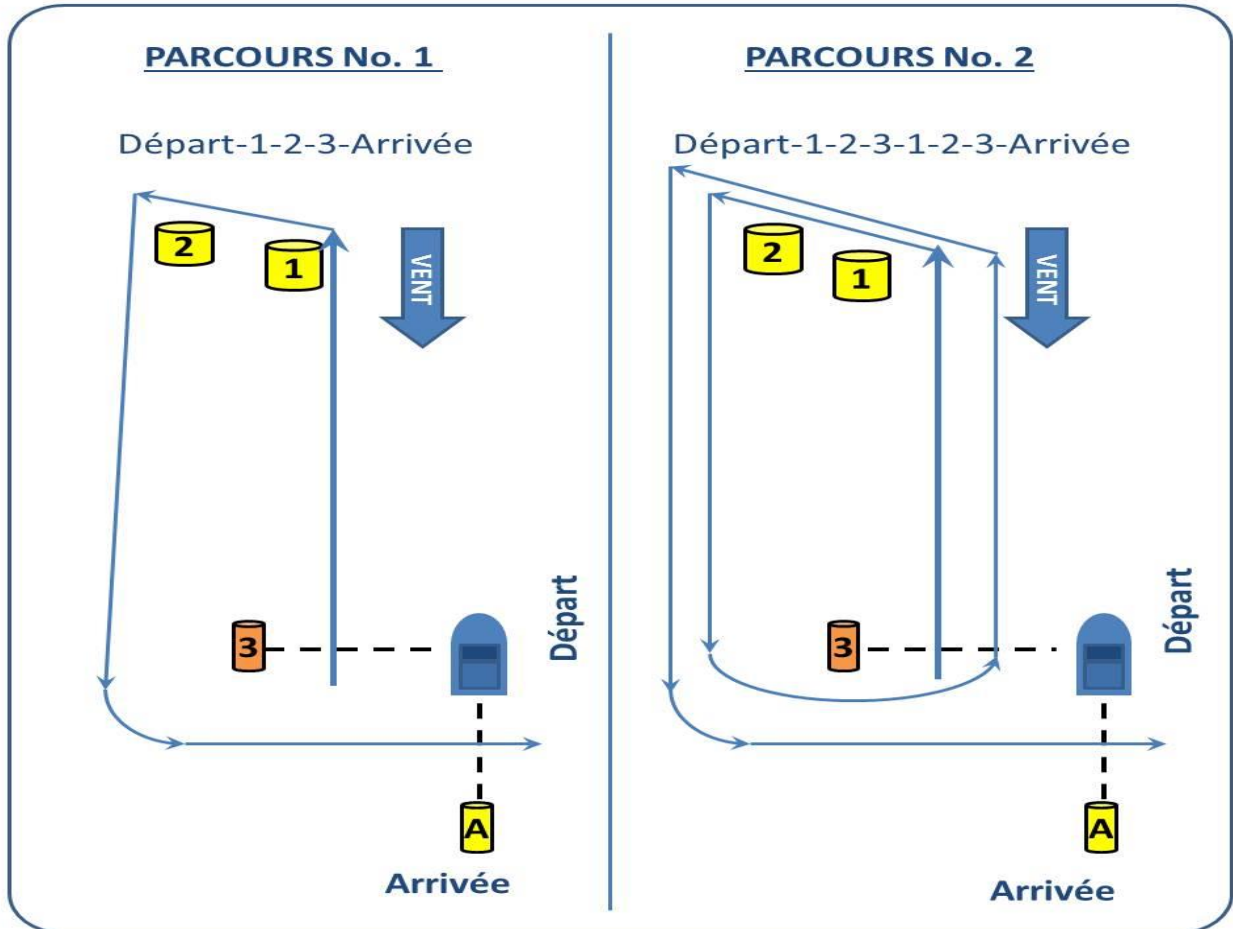 PARCOURS No. 1
Départ-1-2-3-Arrivée
2
1
VENT
3
Départ
A
Arrivée
PARCOURS No. 2
Départ-1-2-3-1-2-3-Arrivée
2
1
VENT
3
Départ
A
Arrivée